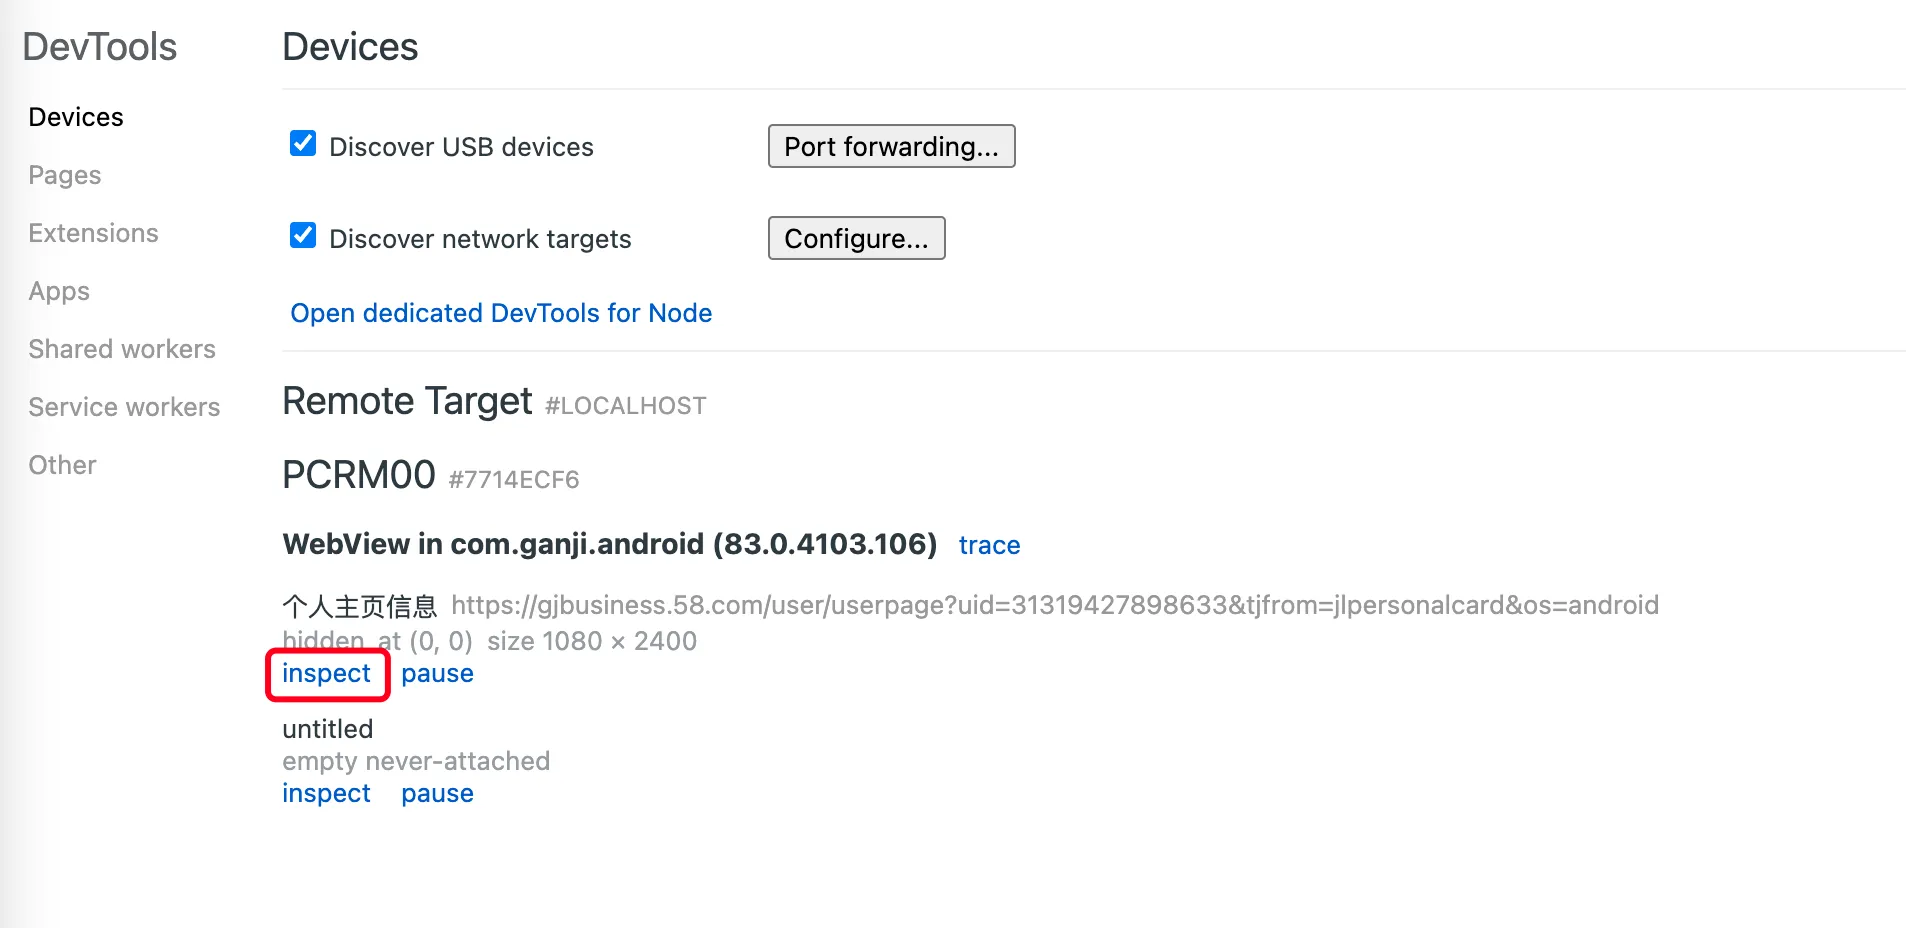 DevTools
Devices
Pages
Extensions
Apps
Shared workers
Service workers
Other
Devices
Discover USB devices Port forwarding...
Discover network targets Configure...
Open dedicated DevTools for Node
Remote Target #LOCALHOST
PCRM00 #7714ECF6
WebView in com.ganji.android (83.0.4103.106) trace
个人主页信息 https://gjbusiness.58.com/user/userpage?uid=31319427898633&tjfrom=jlpersonalcard&os=android
hidden at (0, 0) size 1080 × 2400
inspect pause
untitled
empty never-attached
inspect pause